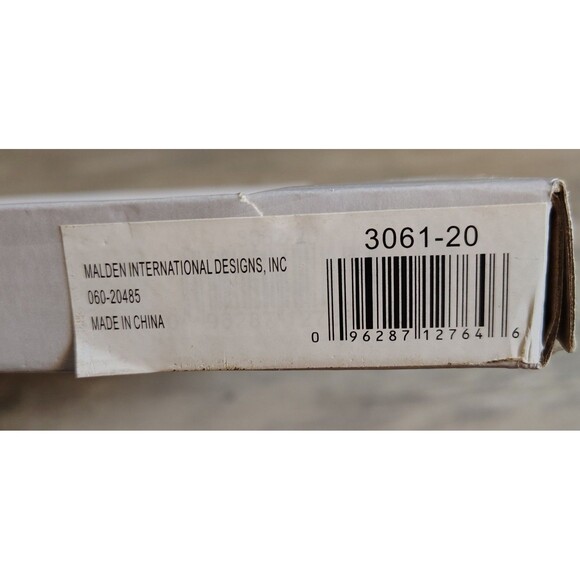 MALDEN INTERNATIONAL DESIGNS, INC
060-20485
MADE IN CHINA
3061-20
0 96287 12764 6